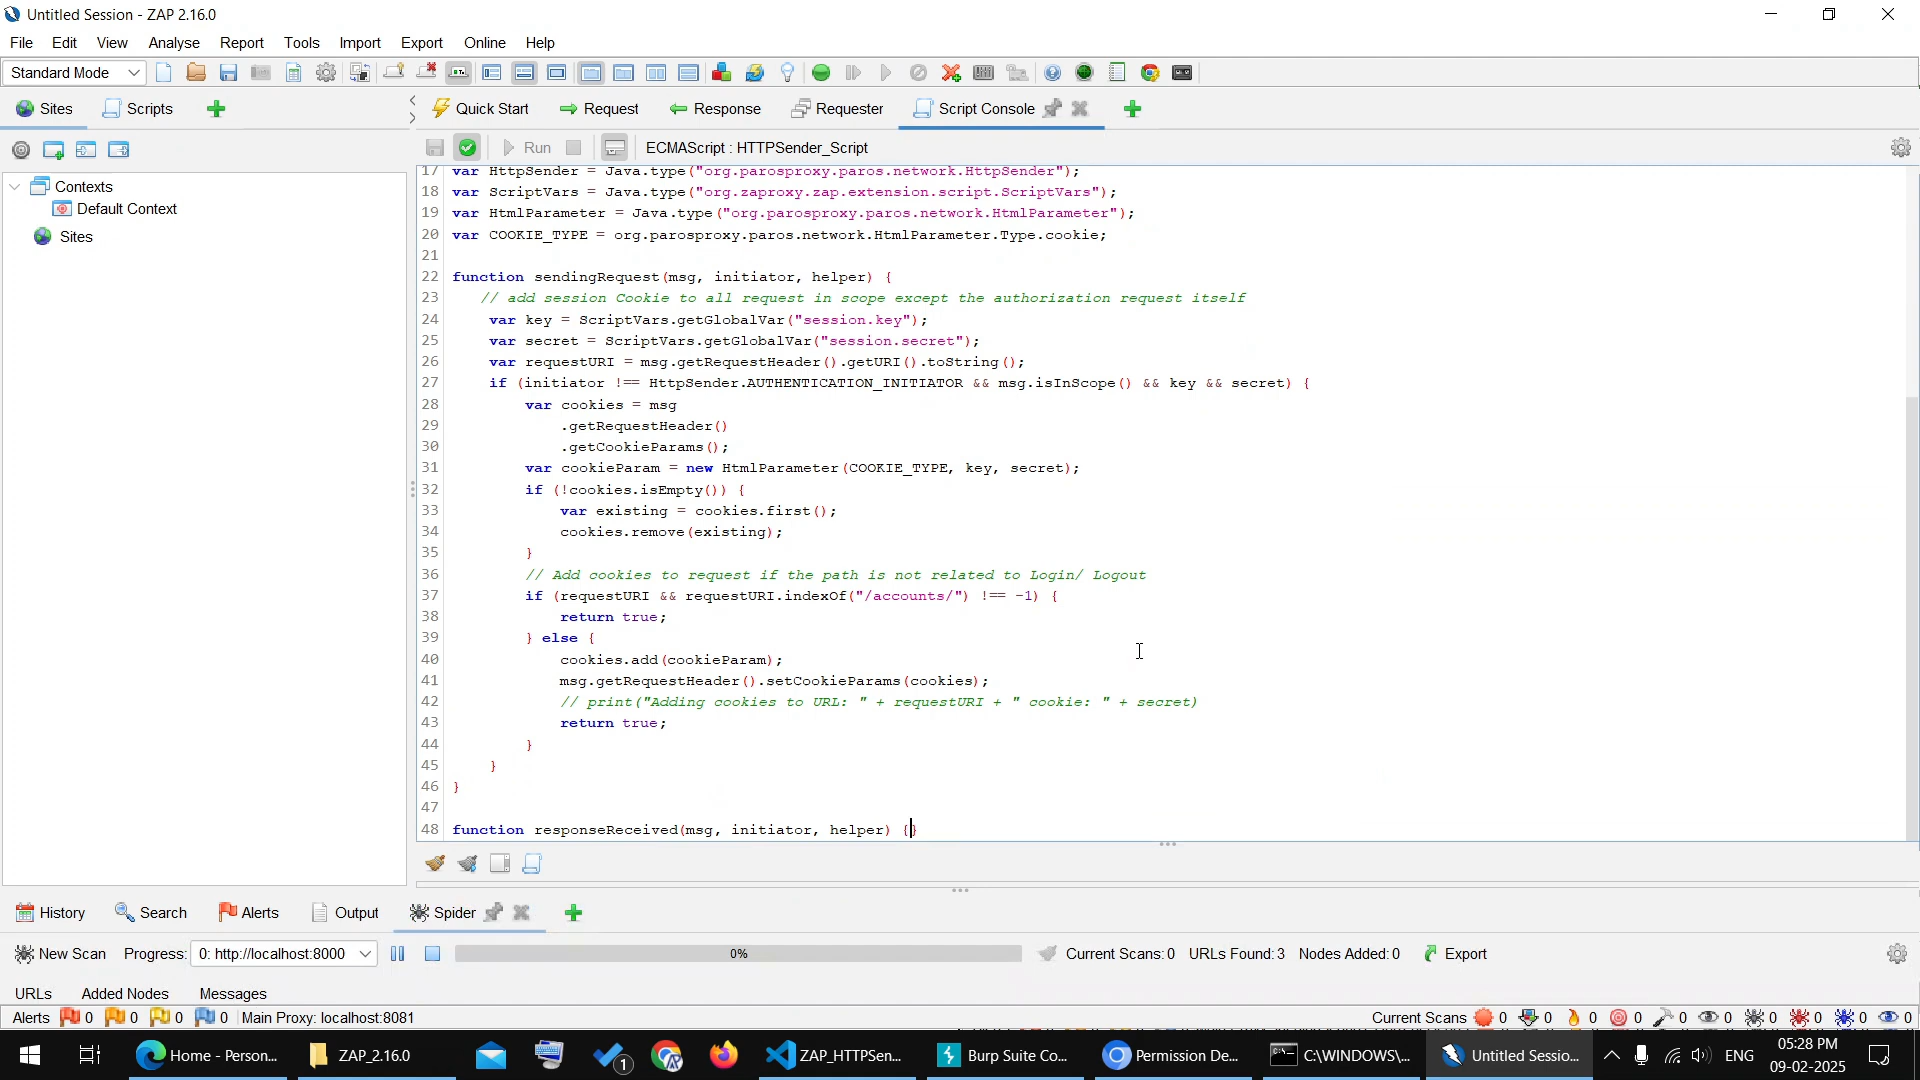 Untitled Session - ZAP 2.16.0
File Edit View Analyse Report Tools Import Export Online Help
Standard Mode
Sites Scripts Quick Start Request Response Requester Script Console
Run ECMAScript : HTTPSender_Script
Contexts
Default Context
Sites
17 var HttpSender = Java.type("org.parosproxy.paros.network.HttpSender");
18 var ScriptVars = Java.type("org.zaproxy.zap.extension.script.ScriptVars");
19 var HtmlParameter = Java.type("org.parosproxy.paros.network.HtmlParameter");
20 var COOKIE_TYPE = org.parosproxy.paros.network.HtmlParameter.Type.cookie;
21
22 function sendingRequest(msg, initiator, helper) {
23 // add session Cookie to all request in scope except the authorization request itself
24 var key = ScriptVars.getGlobalVar("session.key");
25 var secret = ScriptVars.getGlobalVar("session.secret");
26 var requestURI = msg.getRequestHeader().getURI().toString();
27 if (initiator !== HttpSender.AUTHENTICATION_INITIATOR && msg.isInScope() && key && secret) {
28 var cookies = msg
29 .getRequestHeader()
30 .getCookieParams();
31 var cookieParam = new HtmlParameter(COOKIE_TYPE, key, secret);
32 if (!cookies.isEmpty()) {
33 var existing = cookies.first();
34 cookies.remove(existing);
35 }
36 // Add cookies to request if the path is not related to Login/ Logout
37 if (requestURI && requestURI.indexOf("/accounts/") !== -1) {
38 return true;
39 } else {
40 cookies.add(cookieParam);
41 msg.getRequestHeader().setCookieParams(cookies);
42 // print("Adding cookies to URL: " + requestURI + " cookie: " + secret)
43 return true;
44 }
45 }
46 }
47
48 function responseReceived(msg, initiator, helper) {}
History Search Alerts Output Spider
New Scan Progress: 0: http://localhost:8000 0% Current Scans: 0 URLs Found: 3 Nodes Added: 0 Export
URLs Added Nodes Messages
Alerts 0 0 0 0 Main Proxy: localhost:8081 Current Scans 0 0 0 0 0 0 0 0 0 0
Home - Person... ZAP_2.16.0 1 ZAP_HTTPSen... Burp Suite Co... Permission De... C:\WINDOWS\... Untitled Sessio... ENG 05:28 PM
09-02-2025